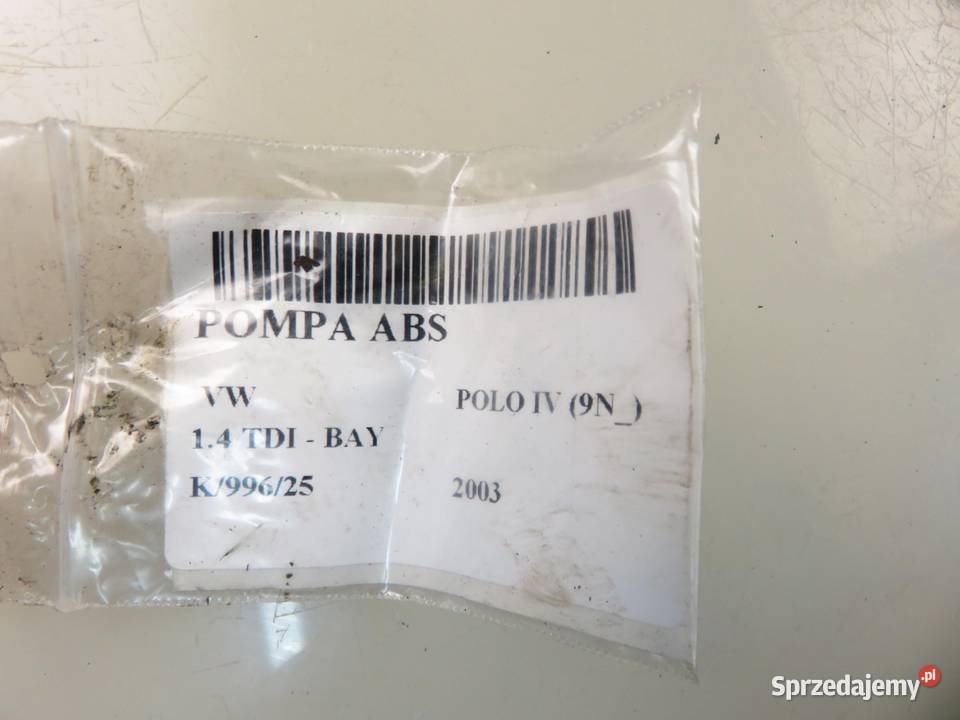 POMPA ABS
VW POLO IV (9N_)
1.4 TDI - BAY
K/996/25 2003
Sprzedajemy.pl